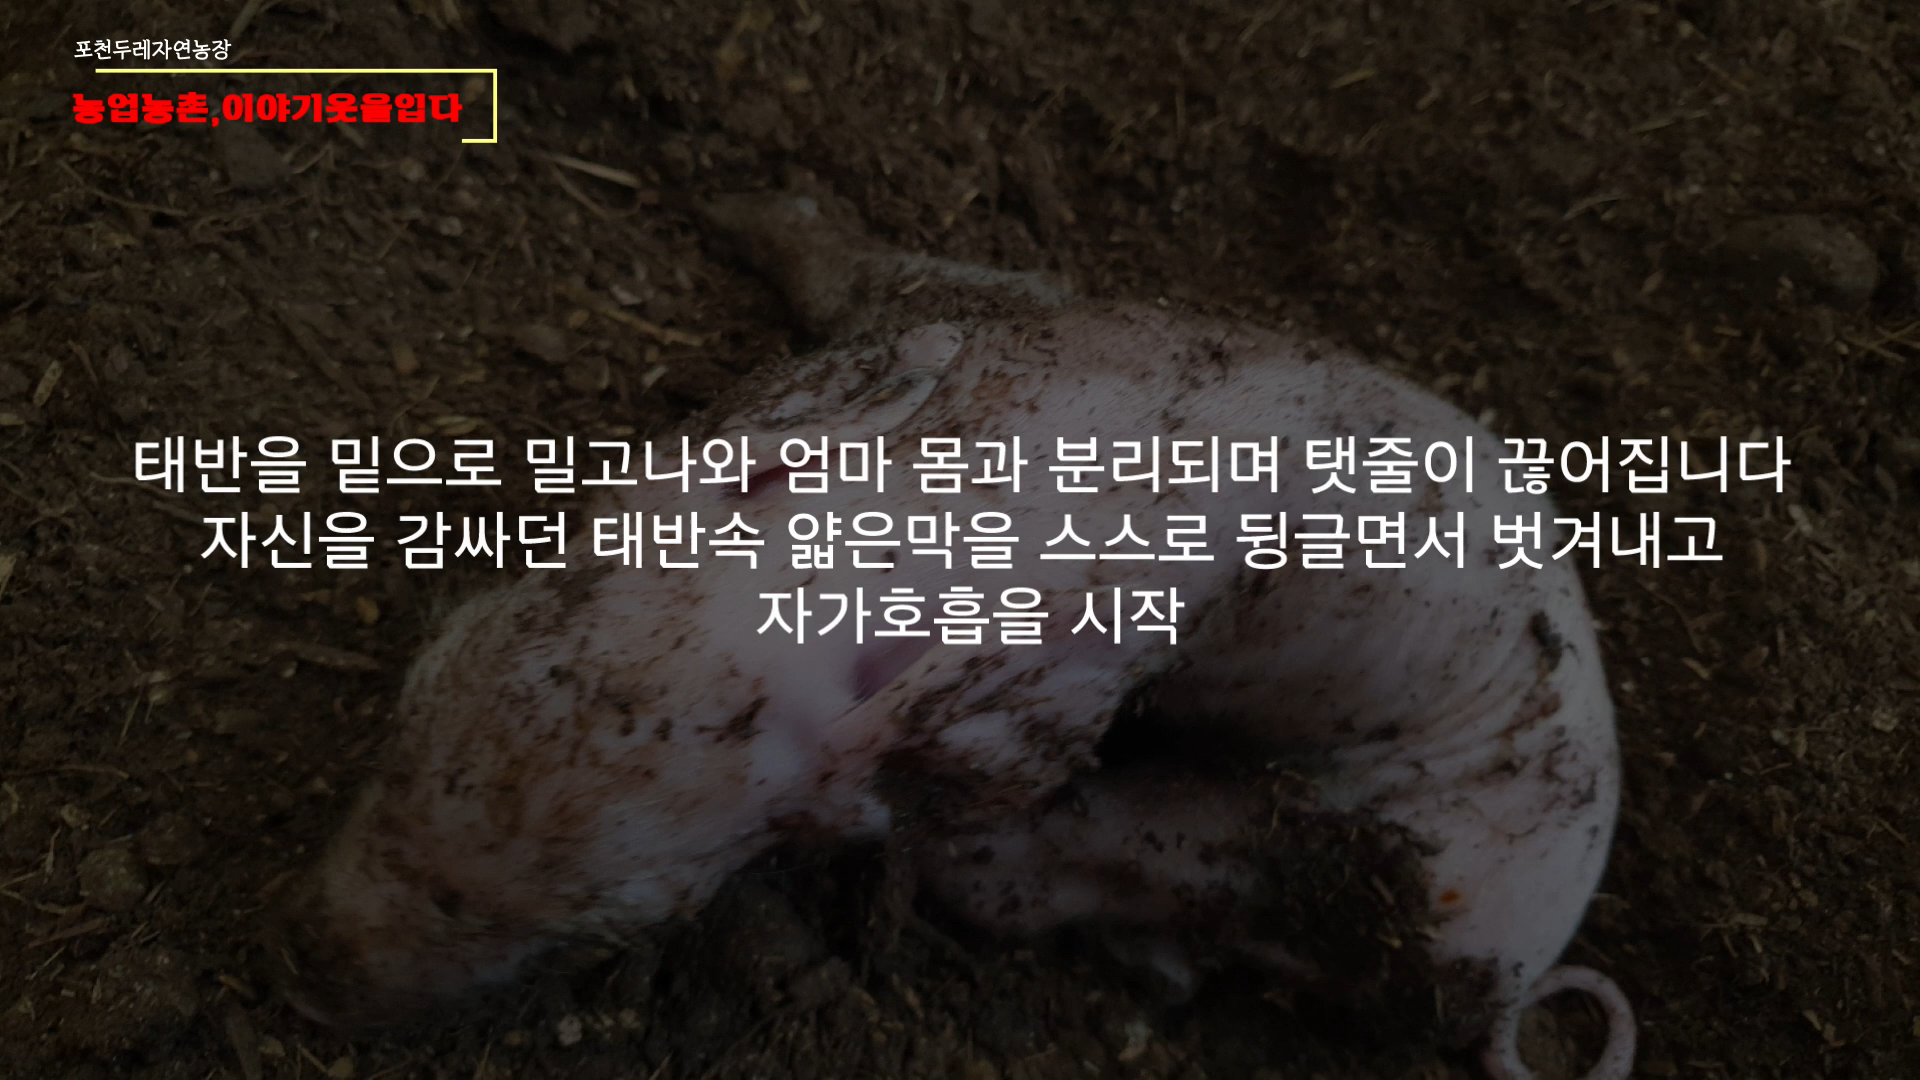 포천두레자연농장
농업농촌,이야기옷을입다
태반을 밑으로 밀고나와 엄마 몸과 분리되며 탯줄이 끊어집니다
자신을 감싸던 태반속 얇은막을 스스로 뒹글면서 벗겨내고
자가호흡을 시작